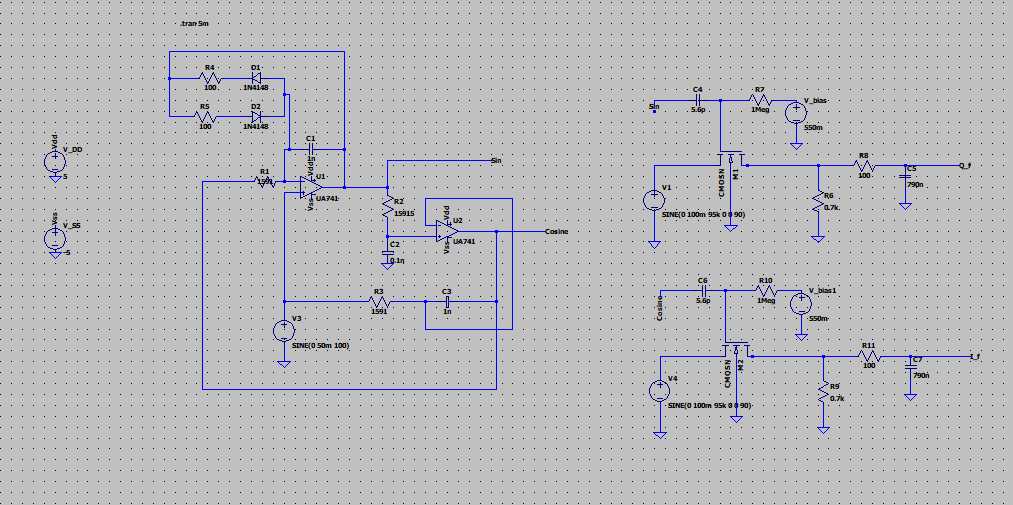 .tran 5m
R4
100
D1
1N4148
R5
100
D2
1N4148
C1
1n
R1
1591
Vdd
U1
UA741
Vss
Sin
R2
15915
C2
0.1n
Vdd
U2
UA741
Vss
Cosine
R3
1591
C3
1n
V3
SINE(0 50m 100)
Vdd
V_DD
5
Vss
V_SS
-5
Sin
C4
5.6p
R7
1Meg
V_bias
550m
CMOSN
M1
V1
SINE(0 100m 95k 0 0 90)
R6
0.7k
R8
100
C5
790n
Q_f
Cosine
C6
5.6p
R10
1Meg
V_bias1
550m
CMOSN
M2
V4
SINE(0 100m 95k 0 0 90)
R9
0.7k
R11
100
C7
790n
I_f